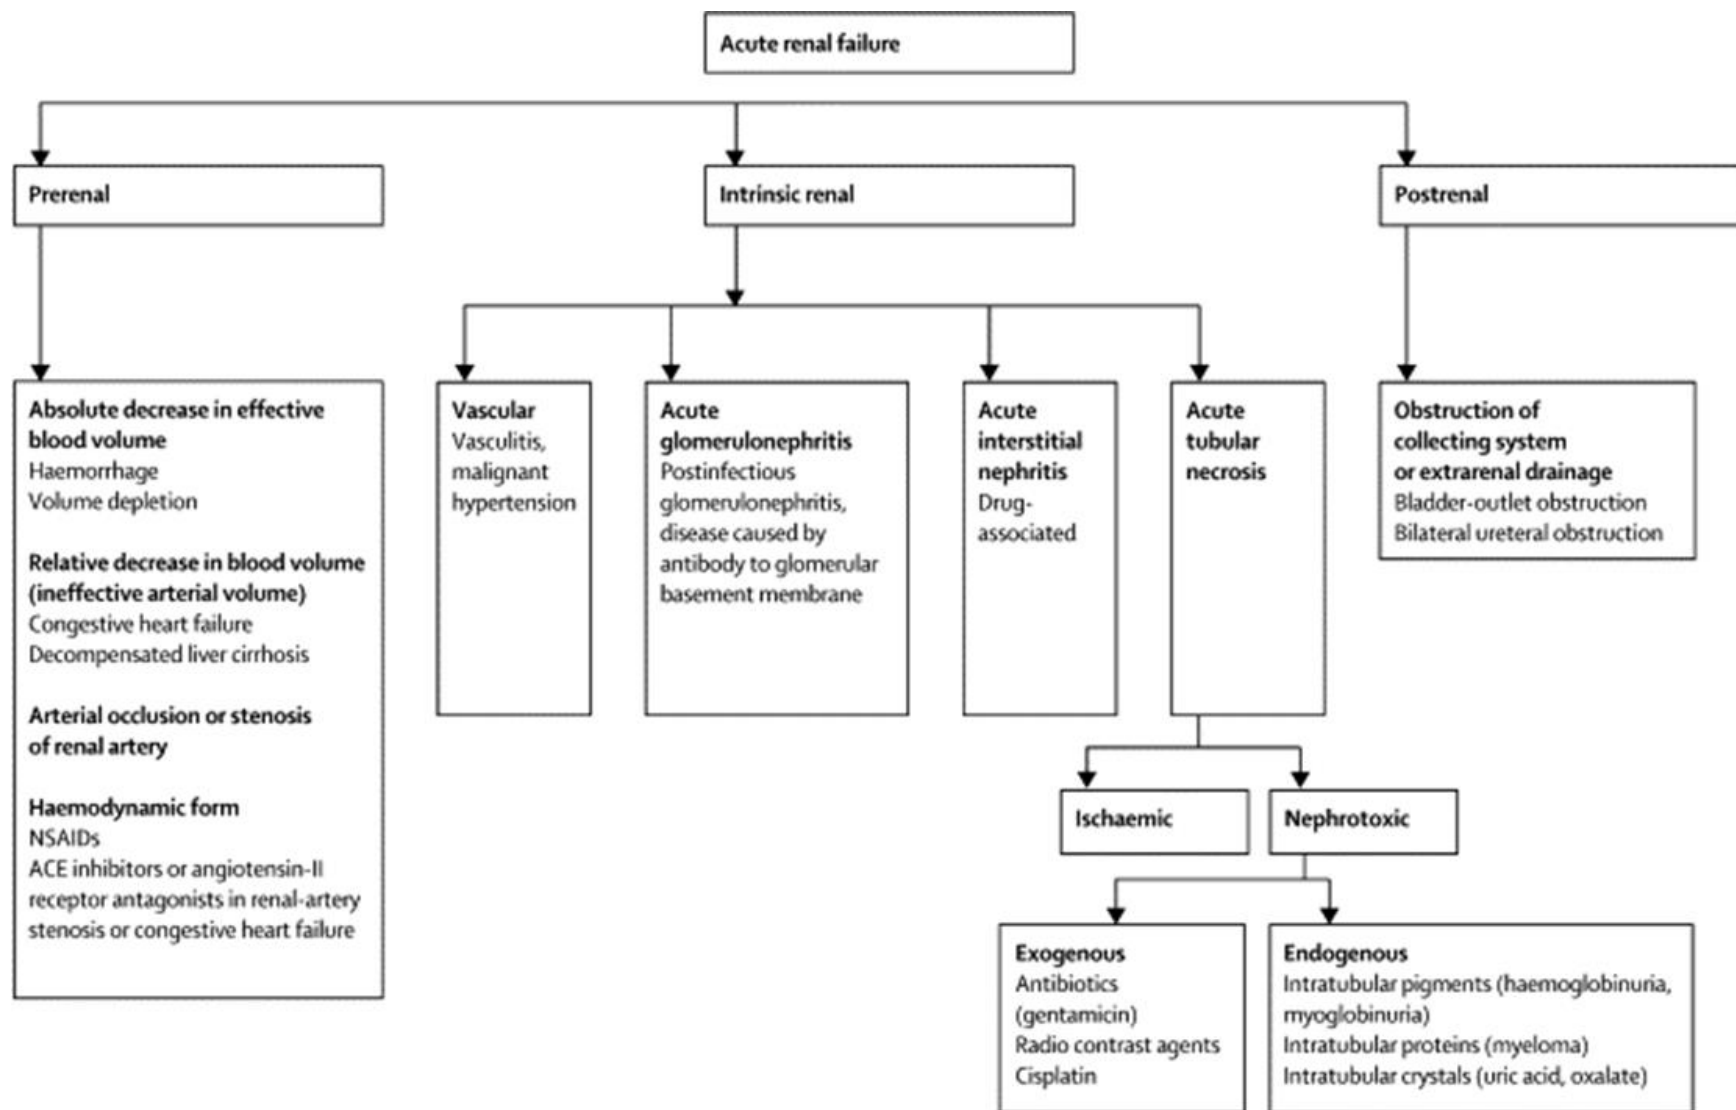 Acute renal failure
Prerenal
Intrinsic renal
Postrenal
Absolute decrease in effective
blood volume
Haemorrhage
Volume depletion
Relative decrease in blood volume
(ineffective arterial volume)
Congestive heart failure
Decompensated liver cirrhosis
Arterial occlusion or stenosis
of renal artery
Haemodynamic form
NSAIDs
ACE inhibitors or angiotensin-II
receptor antagonists in renal-artery
stenosis or congestive heart failure
Vascular
Vasculitis,
malignant
hypertension
Acute
glomerulonephritis
Postinfectious
glomerulonephritis,
disease caused by
antibody to glomerular
basement membrane
Acute
interstitial
nephritis
Drug-
associated
Acute
tubular
necrosis
Obstruction of
collecting system
or extrarenal drainage
Bladder-outlet obstruction
Bilateral ureteral obstruction
Ischaemic
Nephrotoxic
Exogenous
Antibiotics
(gentamicin)
Radio contrast agents
Cisplatin
Endogenous
Intratubular pigments (haemoglobinuria,
myoglobinuria)
Intratubular proteins (myeloma)
Intratubular crystals (uric acid, oxalate)